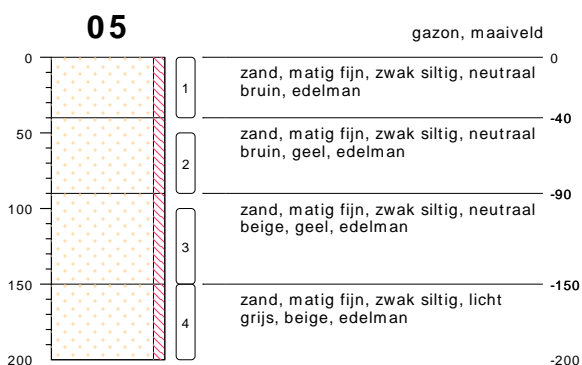 05
gazon, maaiveld
0
0
1
zand, matig fijn, zwak siltig, neutraal
bruin, edelman
-40
50
2
zand, matig fijn, zwak siltig, neutraal
bruin, geel, edelman
-90
100
3
zand, matig fijn, zwak siltig, neutraal
beige, geel, edelman
150
-150
4
zand, matig fijn, zwak siltig, licht
grijs, beige, edelman
200
-200